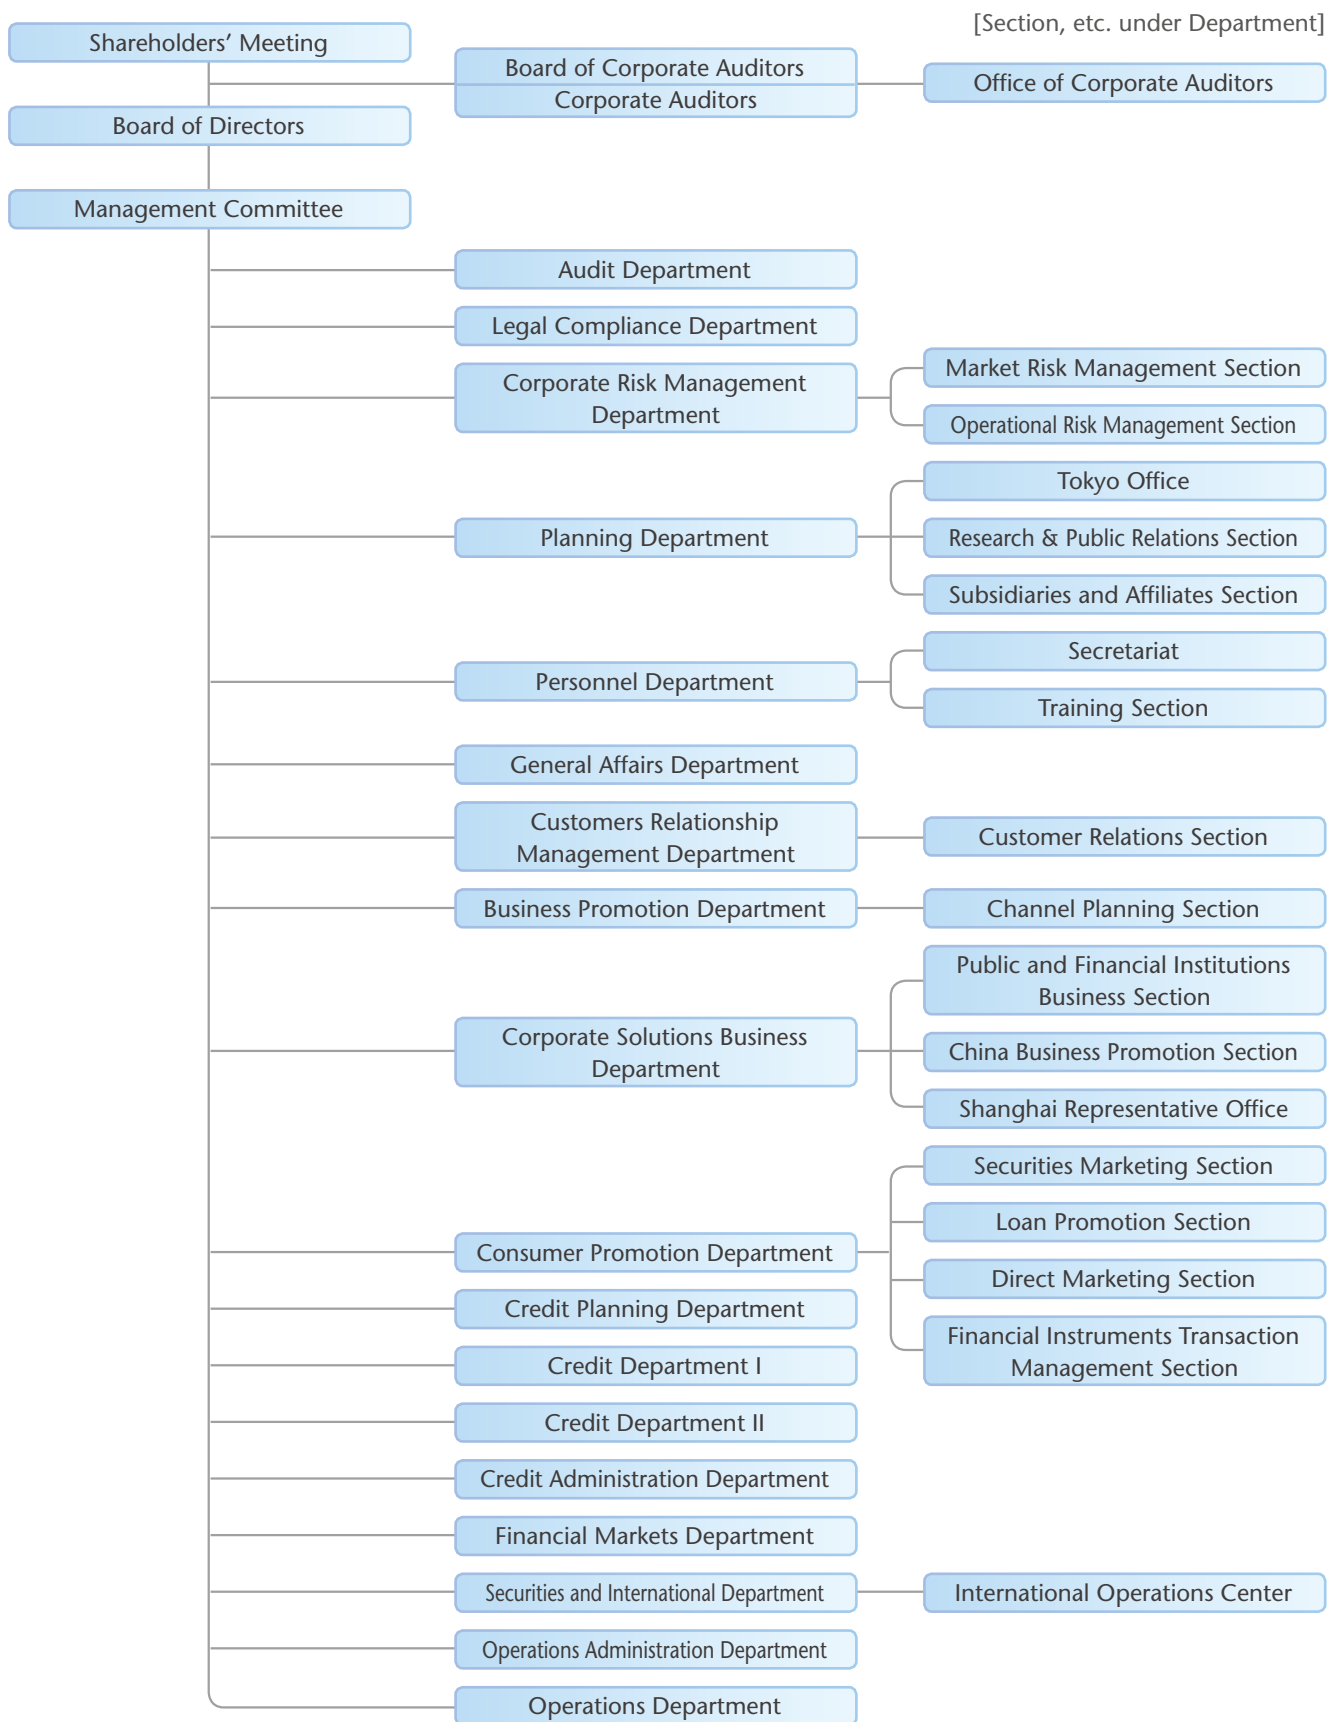 [Section, etc. under Department]
Shareholders’ Meeting
Board of Corporate Auditors
Corporate Auditors
Office of Corporate Auditors
Board of Directors
Management Committee
Audit Department
Legal Compliance Department
Corporate Risk Management
Department
Market Risk Management Section
Operational Risk Management Section
Planning Department
Tokyo Office
Research & Public Relations Section
Subsidiaries and Affiliates Section
Personnel Department
Secretariat
Training Section
General Affairs Department
Customers Relationship
Management Department
Customer Relations Section
Business Promotion Department
Channel Planning Section
Corporate Solutions Business
Department
Public and Financial Institutions
Business Section
China Business Promotion Section
Shanghai Representative Office
Consumer Promotion Department
Securities Marketing Section
Loan Promotion Section
Direct Marketing Section
Financial Instruments Transaction
Management Section
Credit Planning Department
Credit Department I
Credit Department II
Credit Administration Department
Financial Markets Department
Securities and International Department
International Operations Center
Operations Administration Department
Operations Department